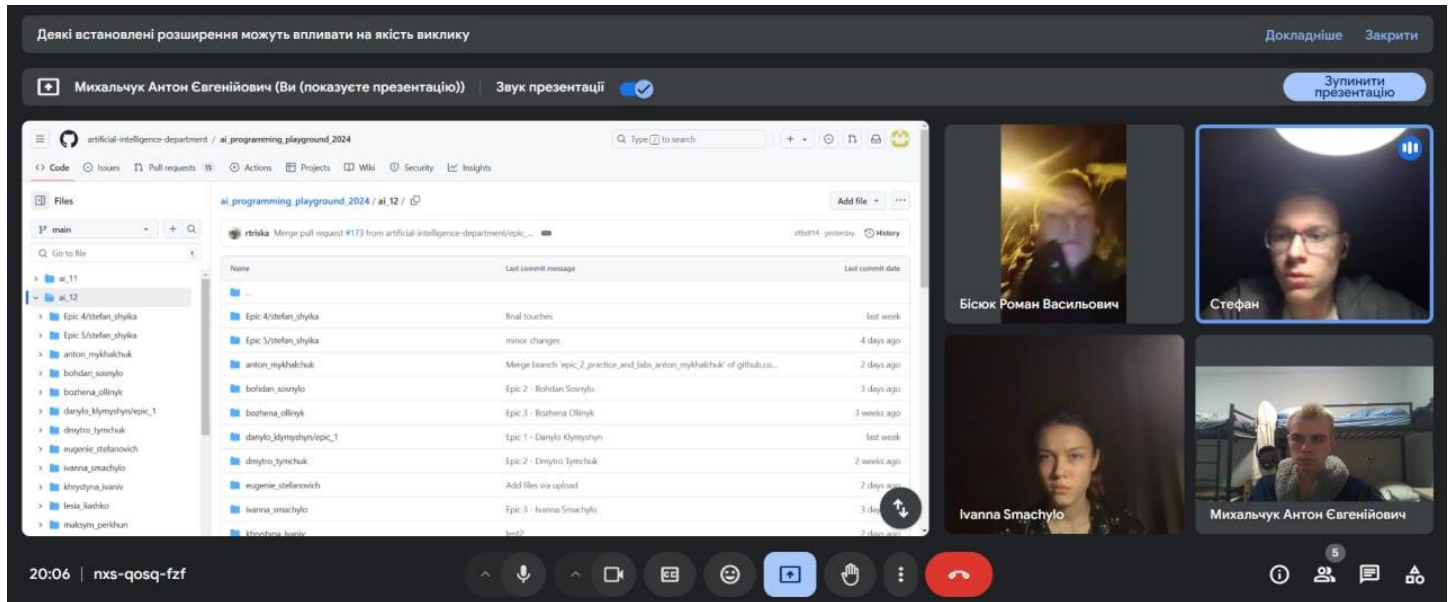 Деякі встановлені розширення можуть впливати на якість виклику
Докладніше Закрити
Михальчук Антон Євгенійович (Ви (показуєте презентацію)) Звук презентації
Зупинити презентацію
artificial-intelligence-department / ai_programming_playground_2024
Type / to search
Code Issues Pull requests 15 Actions Projects Wiki Security Insights
Files
ai_programming_playground_2024 / ai_12 /
Add file
main
rtriska Merge pull request #173 from artificial-intelligence-department/epic_...
yesterday History
Go to file
t
Name Last commit message Last commit date
ai_11
ai_12
Epic 4/stefan_shyika
Epic 5/stefan_shyika
anton_mykhalchuk
bohdan_sosnylo
bozhena_ollinyk
danylo_klymyshyn/epic_1
dmytro_tymchuk
eugenie_stefanovich
ivanna_smachylo
khrystyna_ivaniv
lesia_liashko
maksym_perkhun
..
Epic 4/stefan_shyika final touches last week
Epic 5/stefan_shyika minor changes 4 days ago
anton_mykhalchuk Merge branch 'epic_2_practice_and_labs_anton_mykhalchuk' of github.co... 2 days ago
bohdan_sosnylo Epic 2 - Bohdan Sosnylo 3 days ago
bozhena_ollinyk Epic 3 - Bozhena Ollinyk 3 weeks ago
danylo_klymyshyn/epic_1 Epic 1 - Danylo Klymyshyn last week
dmytro_tymchuk Epic 2 - Dmytro Tymchuk 2 weeks ago
eugenie_stefanovich Add files via upload 2 days ago
ivanna_smachylo Epic 3 - Ivanna Smachylo
khrystyna_ivaniv test2 2 days ago
Бісюк Роман Васильович
Стефан
Ivanna Smachylo
Михальчук Антон Євгенійович
20:06 | nxs-qosq-fzf
CC
5